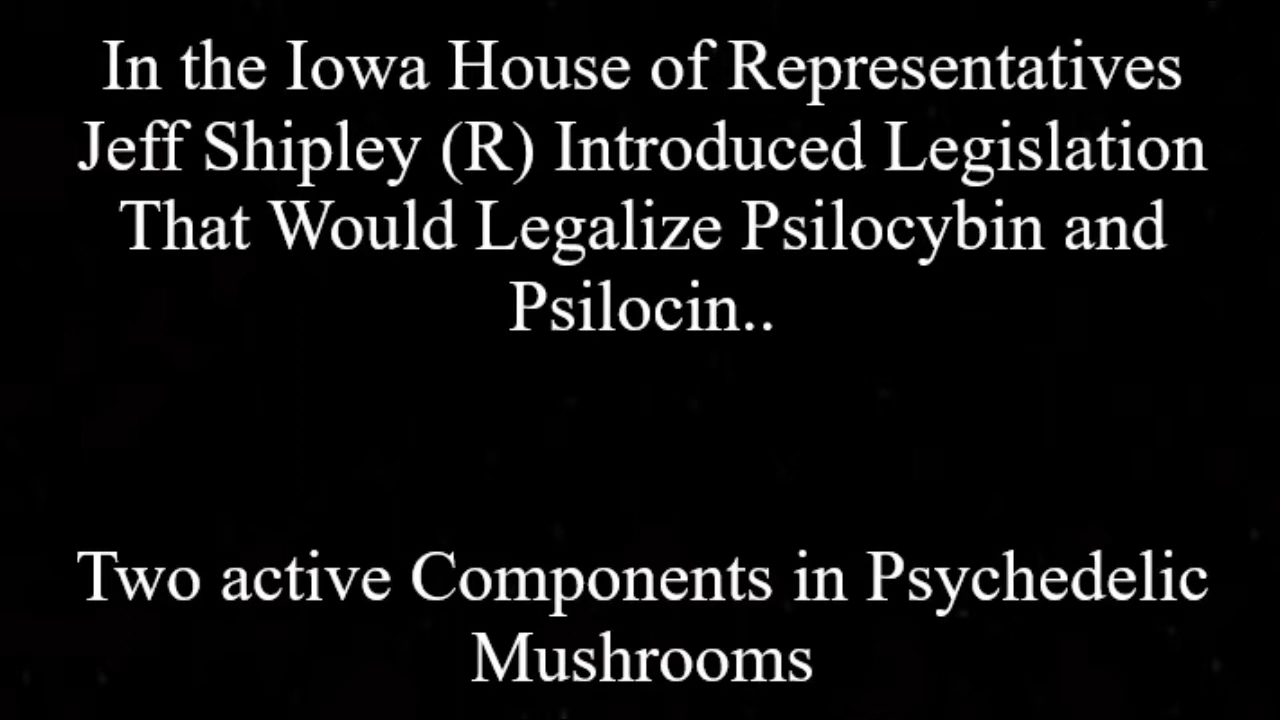 In the Iowa House of Representatives
Jeff Shipley (R) Introduced Legislation
That Would Legalize Psilocybin and
Psilocin..
Two active Components in Psychedelic
Mushrooms